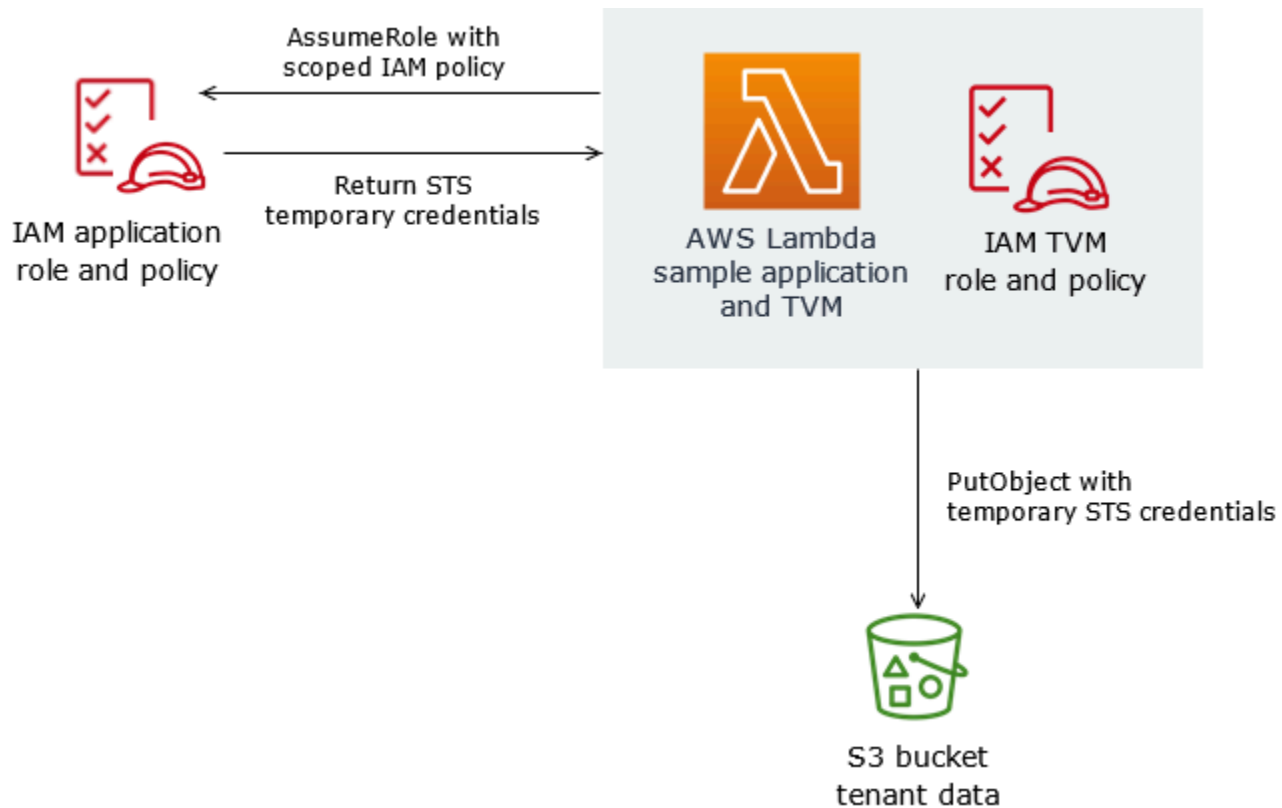 AssumeRole with
scoped IAM policy
Return STS
temporary credentials
IAM application
role and policy
AWS Lambda
sample application
and TVM
IAM TVM
role and policy
PutObject with
temporary STS credentials
S3 bucket
tenant data